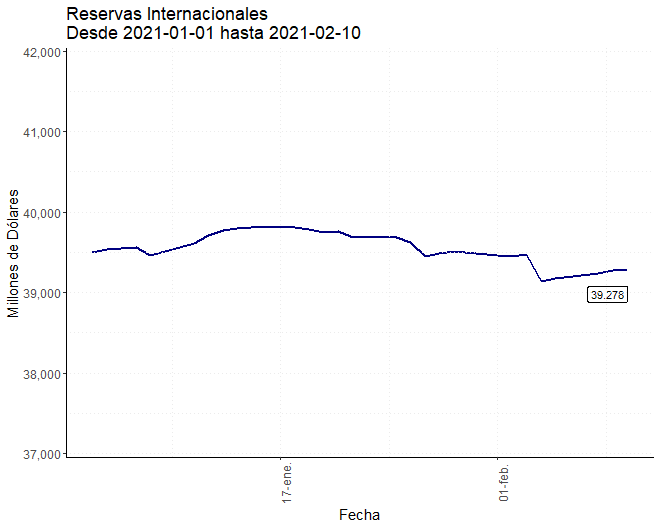 Reservas Internacionales
Desde 2021-01-01 hasta 2021-02-10
42,000
41,000
40,000
39,000
38,000
37,000
Millones de Dólares
39.278
17-ene.
01-feb.
Fecha